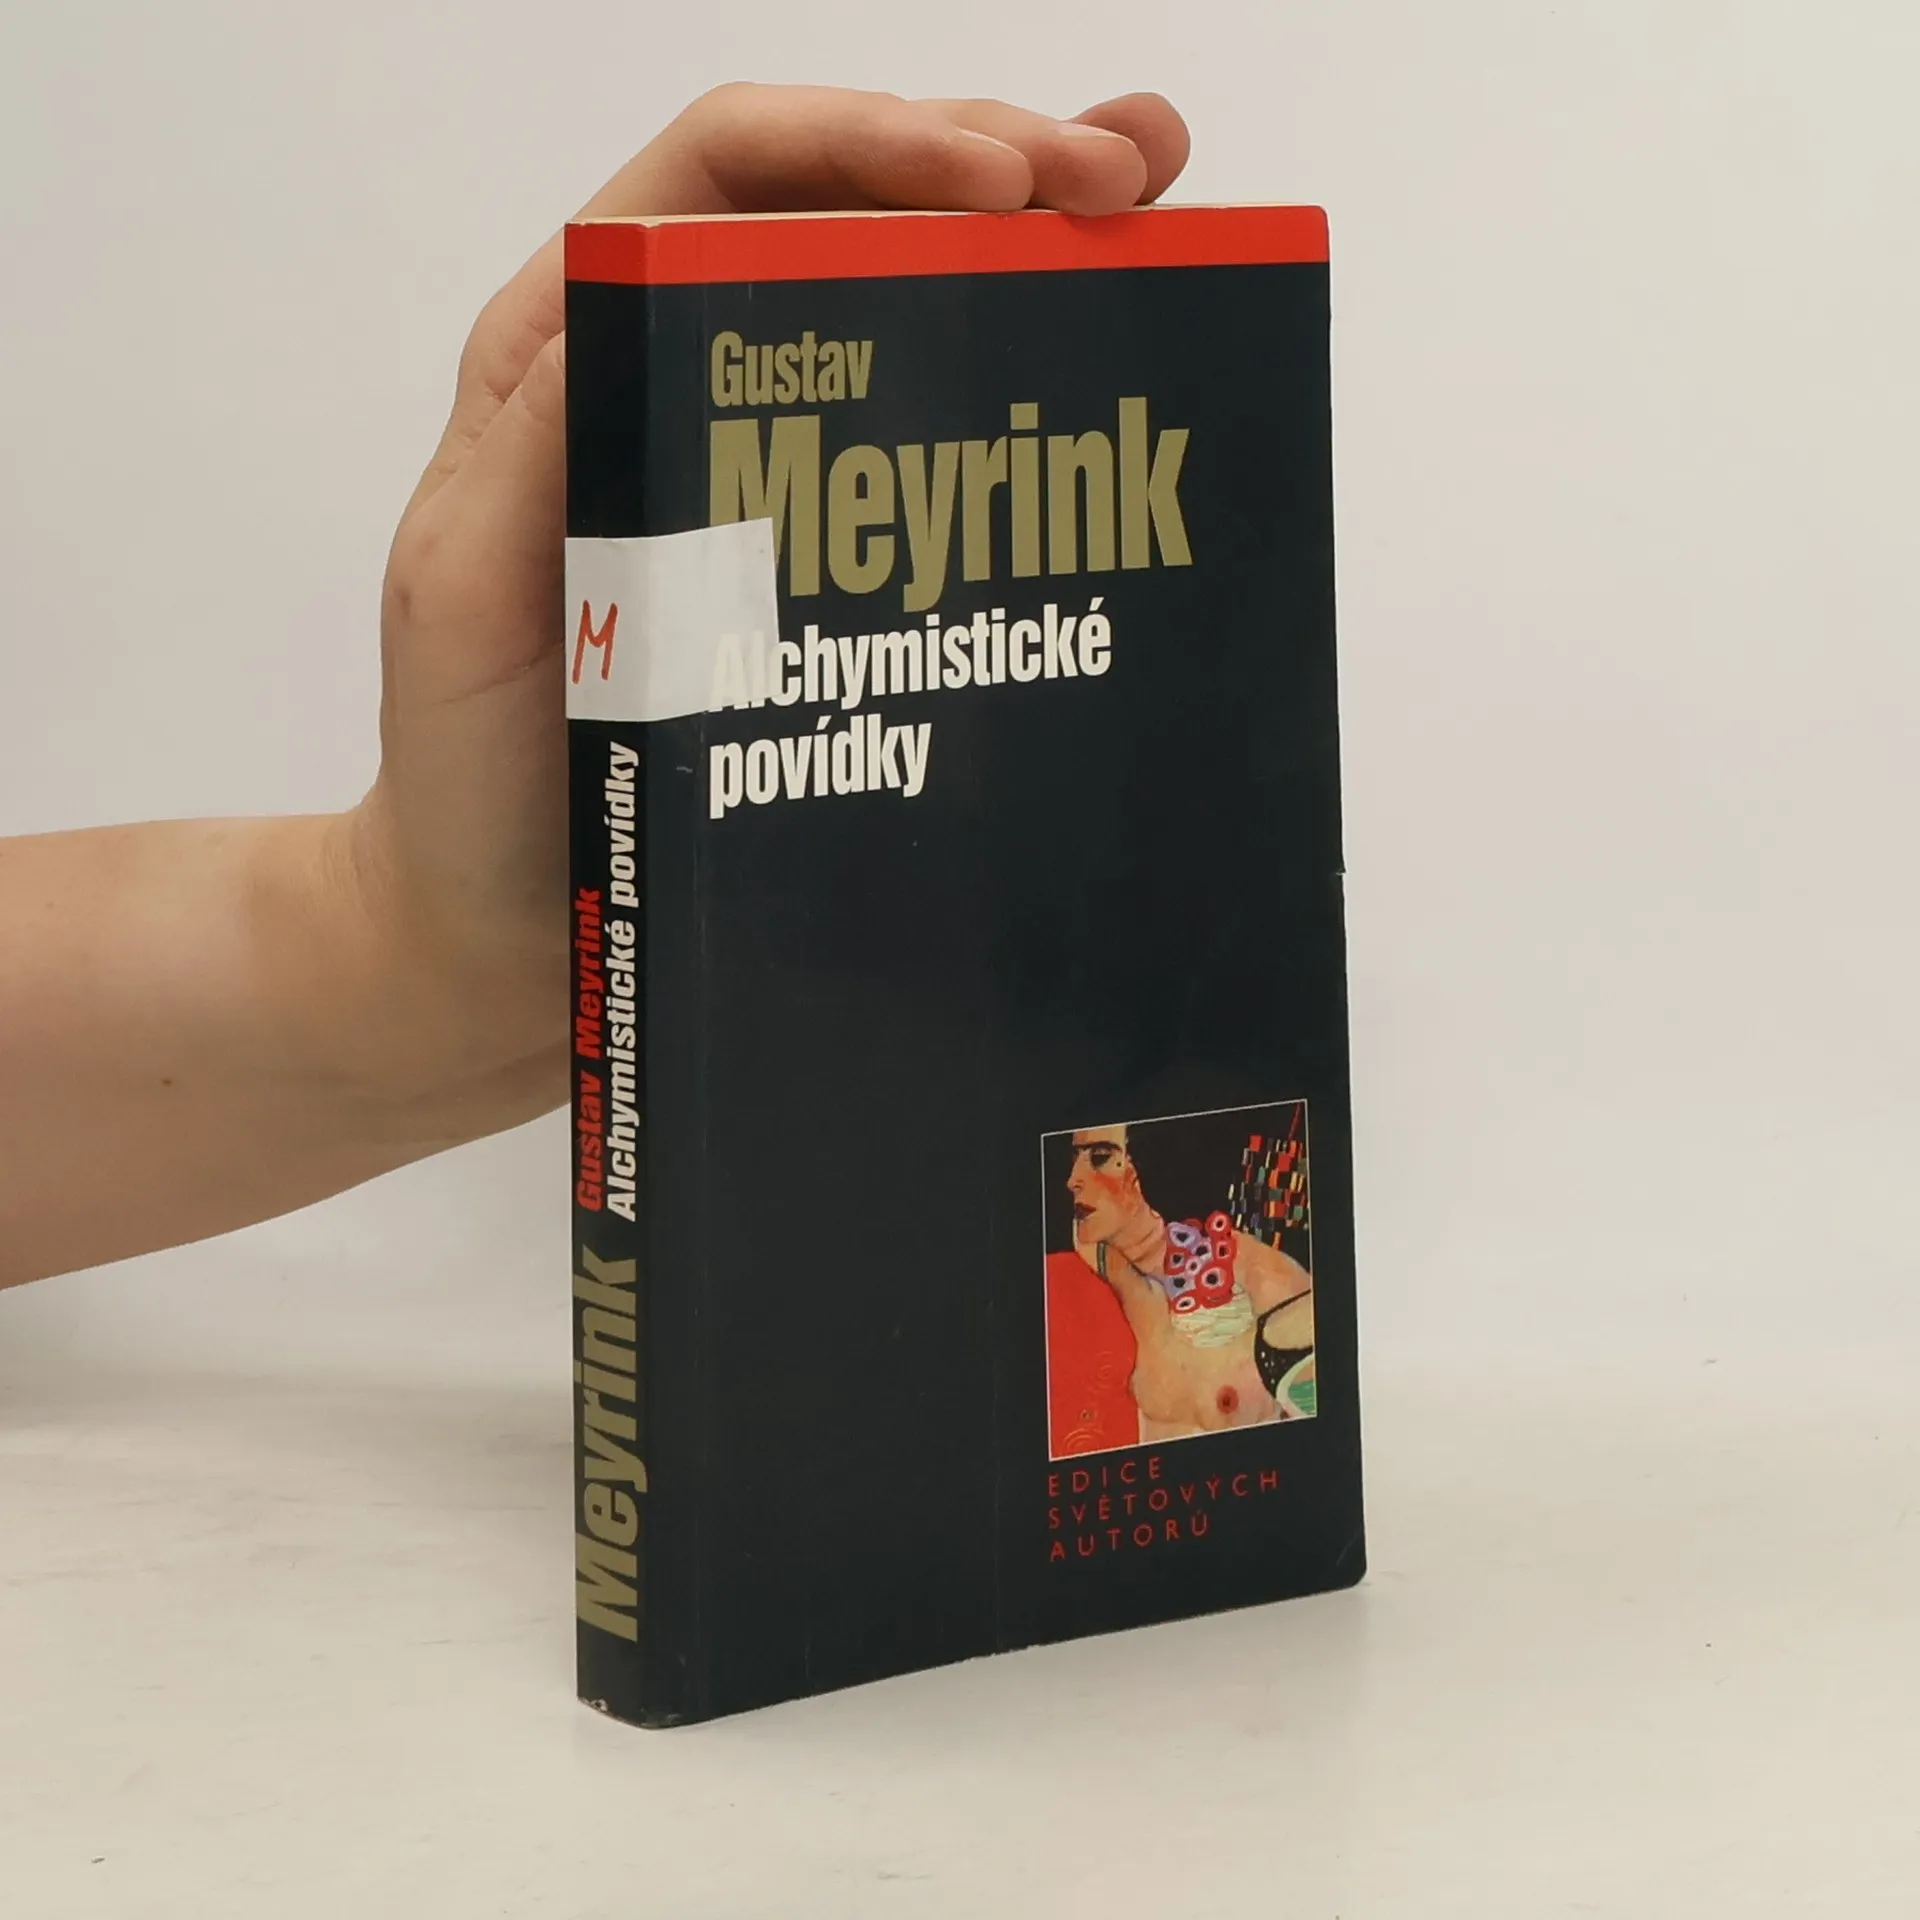 Gustav
Meyrink
Alchymistické
povídky
M
Gustav Meyrink
Alchymistické povídky
Meyrink
EDICE
SVĚTOVÝCH
AUTORŮ